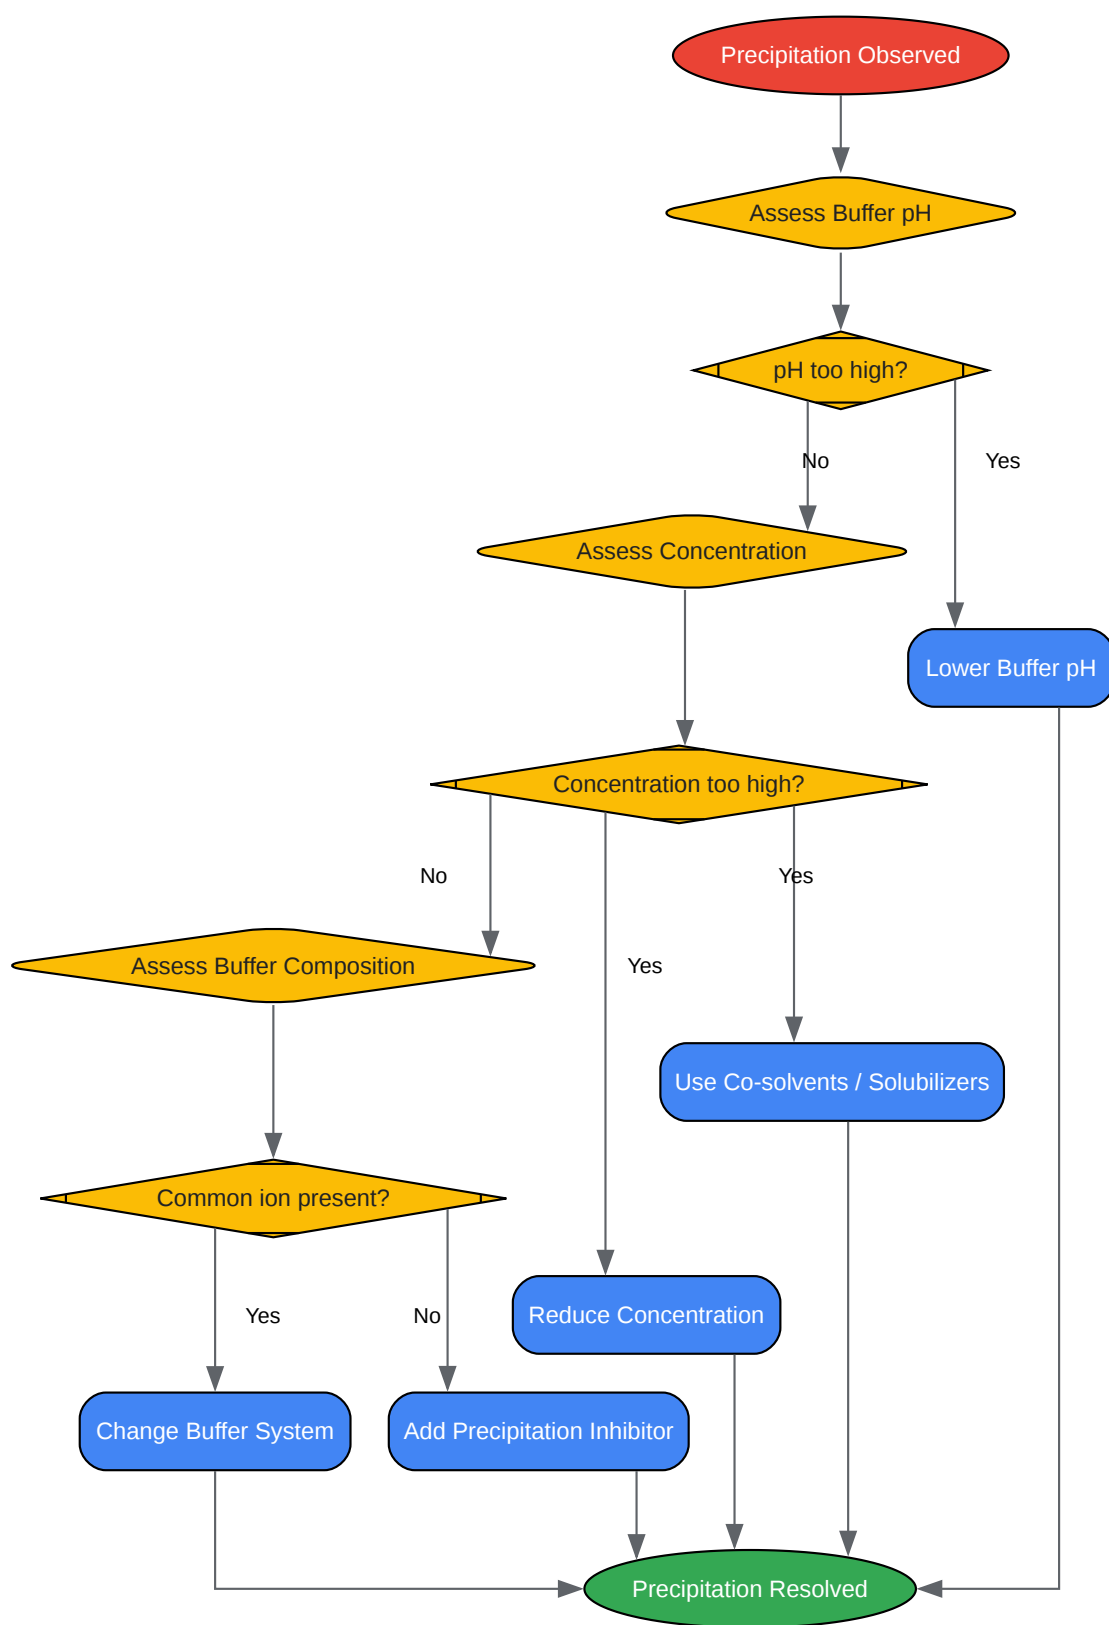 Precipitation Observed
Assess Buffer pH
pH too high?
No
Yes
Assess Concentration
Lower Buffer pH
Concentration too high?
No
Yes
Assess Buffer Composition
Yes
Use Co-solvents / Solubilizers
Common ion present?
Yes
No
Reduce Concentration
Change Buffer System
Add Precipitation Inhibitor
Precipitation Resolved